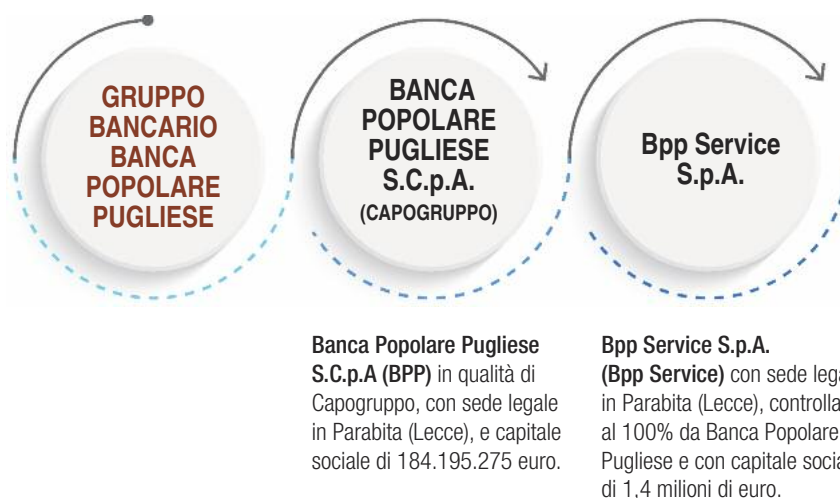 GRUPPO
BANCARIO
BANCA
POPOLARE
PUGLIESE
BANCA
POPOLARE
PUGLIESE
S.C.p.A.
(CAPOGRUPPO)
Bpp Service
S.p.A.
Banca Popolare Pugliese
S.C.p.A (BPP) in qualità di
Capogruppo, con sede legale
in Parabita (Lecce), e capitale
sociale di 184.195.275 euro.
Bpp Service S.p.A.
(Bpp Service) con sede lega
in Parabita (Lecce), controlla
al 100% da Banca Popolare
Pugliese e con capitale socia
di 1,4 milioni di euro.